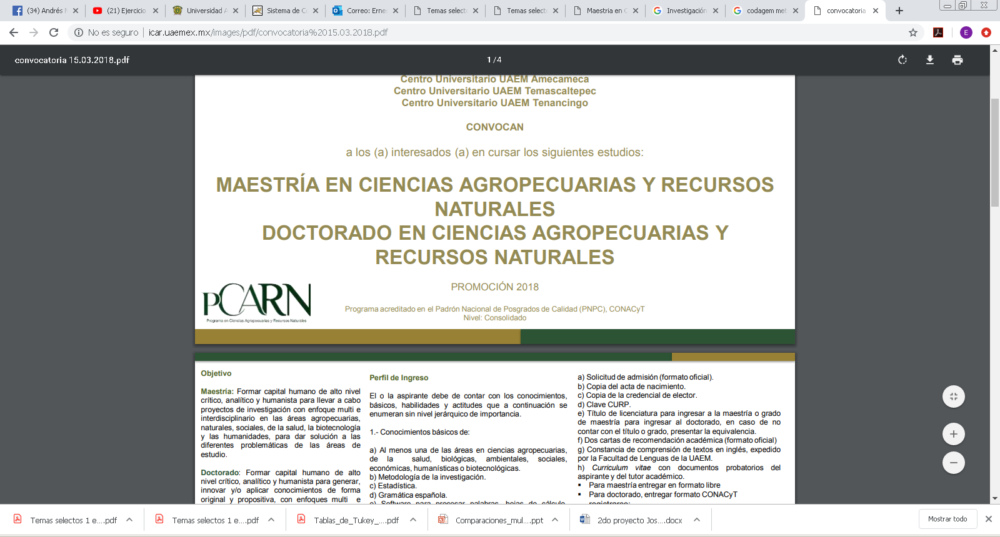 (34) Andrés M
(21) Ejercicio
Universidad A
Sistema de C
Correo: Ernes
Temas select
Temas select
Maestria en C
Investigación
codagem met
convocatoria
No es seguro | icar.uaemex.mx/images/pdf/convocatoria%2015.03.2018.pdf
E
convocatoria 15.03.2018.pdf
1 / 4
Centro Universitario UAEM Amecameca
Centro Universitario UAEM Temascaltepec
Centro Universitario UAEM Tenancingo
CONVOCAN
a los (a) interesados (a) en cursar los siguientes estudios:
MAESTRÍA EN CIENCIAS AGROPECUARIAS Y RECURSOS
NATURALES
DOCTORADO EN CIENCIAS AGROPECUARIAS Y
RECURSOS NATURALES
PROMOCIÓN 2018
pCARN
Programa en Ciencias Agropecuarias y Recursos Naturales
Programa acreditado en el Padrón Nacional de Posgrados de Calidad (PNPC), CONACyT
Nivel: Consolidado
Objetivo
Maestría: Formar capital humano de alto nivel
crítico, analítico y humanista para llevar a cabo
proyectos de investigación con enfoque multi e
interdisciplinario en las áreas agropecuarias,
naturales, sociales, de la salud, la biotecnología
y las humanidades, para dar solución a las
diferentes problemáticas de las áreas de
estudio.
Doctorado: Formar capital humano de alto
nivel crítico, analítico y humanista para generar,
innovar y/o aplicar conocimientos de forma
original y propositiva, con enfoques multi e
Perfil de Ingreso
El o la aspirante debe de contar con los conocimientos,
básicos, habilidades y actitudes que a continuación se
enumeran sin nivel jerárquico de importancia.
1.- Conocimientos básicos de:
a) Al menos una de las áreas en ciencias agropecuarias,
de la salud, biológicas, ambientales, sociales,
económicas, humanísticas o biotecnológicas.
b) Metodología de la investigación.
c) Estadística.
d) Gramática española.
e) Software para procesar palabras, hojas de cálculo,
a) Solicitud de admisión (formato oficial).
b) Copia del acta de nacimiento.
c) Copia de la credencial de elector.
d) Clave CURP.
e) Título de licenciatura para ingresar a la maestría o grado
de maestría para ingresar al doctorado, en caso de no
contar con el título o grado, presentar la equivalencia.
f) Dos cartas de recomendación académica (formato oficial)
g) Constancia de comprensión de textos en inglés, expedido
por la Facultad de Lenguas de la UAEM.
h) Curriculum vitae con documentos probatorios del
aspirante y del tutor académico.
▪ Para maestría entregar en formato libre
▪ Para doctorado, entregar formato CONACyT
registrarse:
Temas selectos 1 e....pdf
Temas selectos 1 e....pdf
Tablas_de_Tukey_....pdf
Comparaciones_mul....ppt
2do proyecto Jos....docx
Mostrar todo